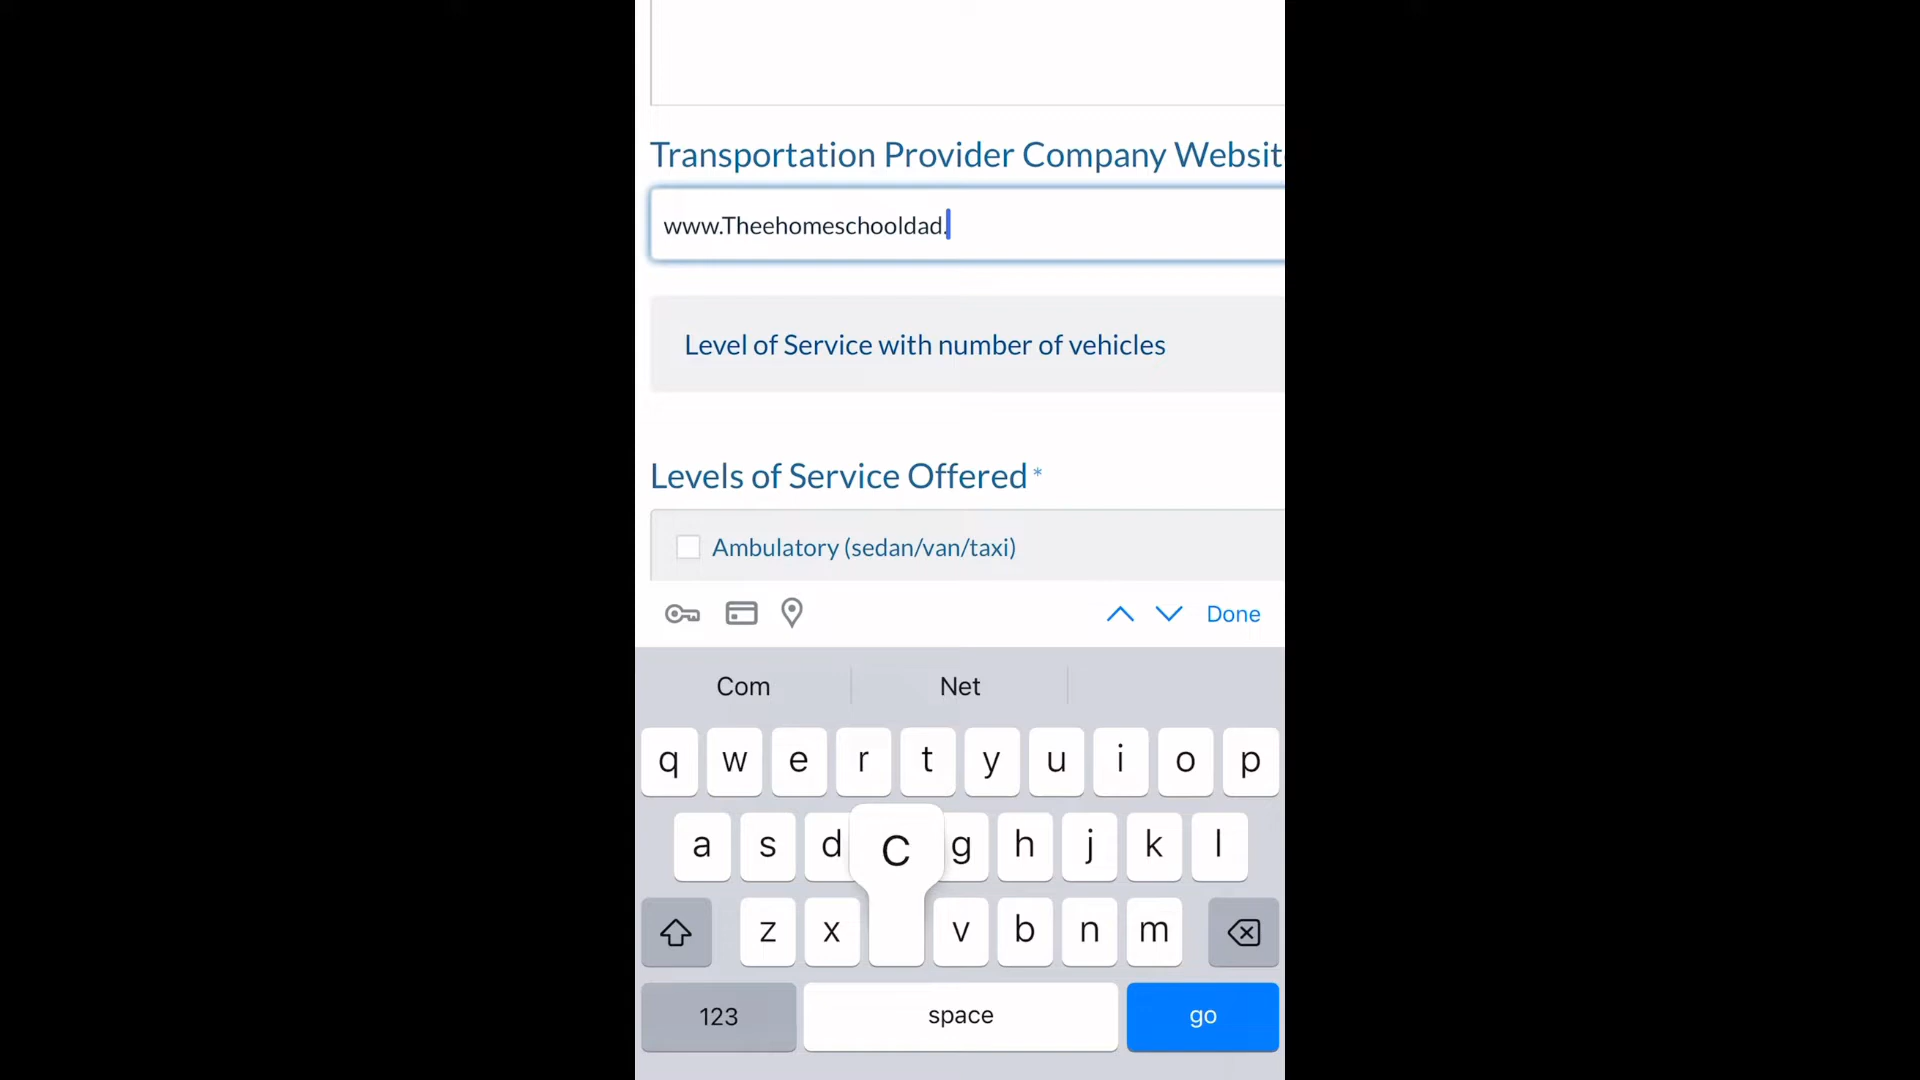 Transportation Provider Company Websit
www.Theehomeschooldad.
Level of Service with number of vehicles
Levels of Service Offered *
Ambulatory (sedan/van/taxi)
Done
Com Net
q w e r t y u i o p
a s d C g h j k l
z x v b n m
123 space go